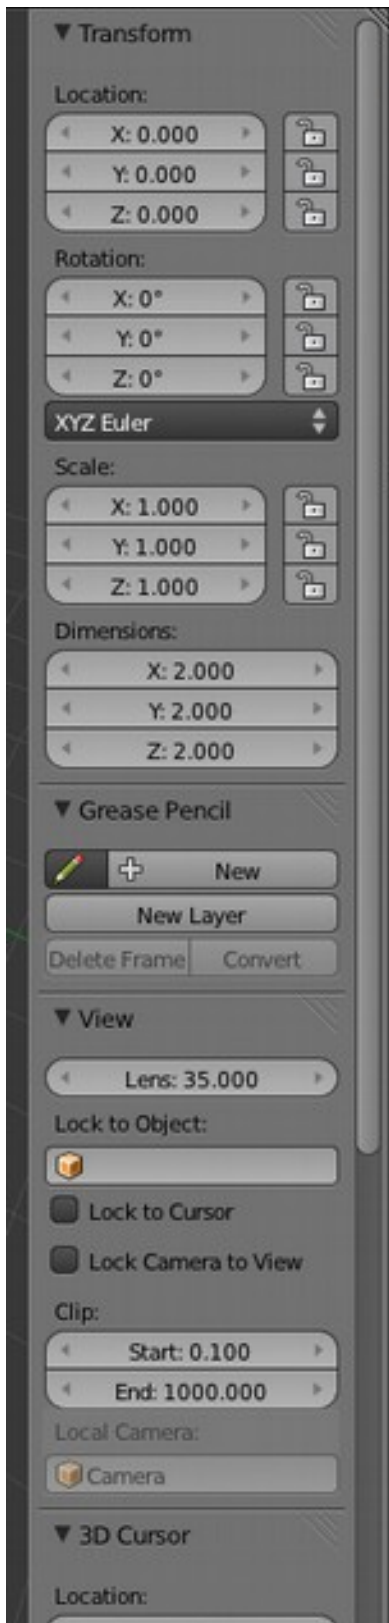 Transform
Location:
X: 0.000
Y: 0.000
Z: 0.000
Rotation:
X: 0°
Y: 0°
Z: 0°
XYZ Euler
Scale:
X: 1.000
Y: 1.000
Z: 1.000
Dimensions:
X: 2.000
Y: 2.000
Z: 2.000
Grease Pencil
New
New Layer
Delete Frame Convert
View
Lens: 35.000
Lock to Object:
Lock to Cursor
Lock Camera to View
Clip:
Start: 0.100
End: 1000.000
Local Camera:
Camera
3D Cursor
Location: